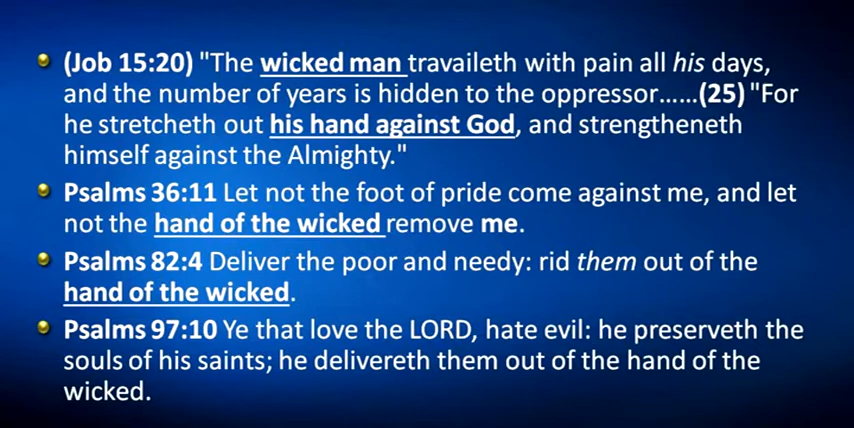 (Job 15:20) "The wicked man travaileth with pain all his days,
and the number of years is hidden to the oppressor......(25) "For
he stretcheth out his hand against God, and strengtheneth
himself against the Almighty."
Psalms 36:11 Let not the foot of pride come against me, and let
not the hand of the wicked remove me.
Psalms 82:4 Deliver the poor and needy: rid them out of the
hand of the wicked.
Psalms 97:10 Ye that love the LORD, hate evil: he preserveth the
souls of his saints; he delivereth them out of the hand of the
wicked.